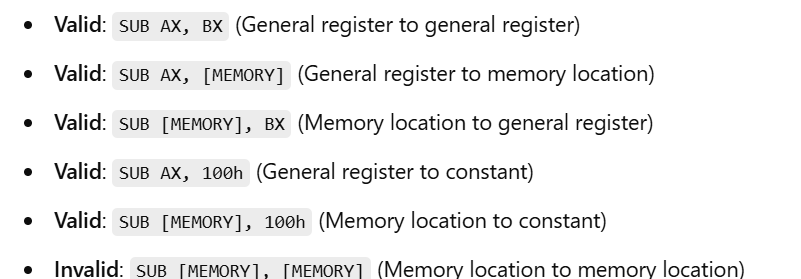 • Valid: SUB AX, BX (General register to general register)
• Valid: SUB AX, [MEMORY] (General register to memory location)
• Valid: SUB [MEMORY], BX (Memory location to general register)
• Valid: SUB AX, 100h (General register to constant)
• Valid: SUB [MEMORY], 100h (Memory location to constant)
• Invalid: SUB [MEMORY], [MEMORY] (Memory location to memory location)